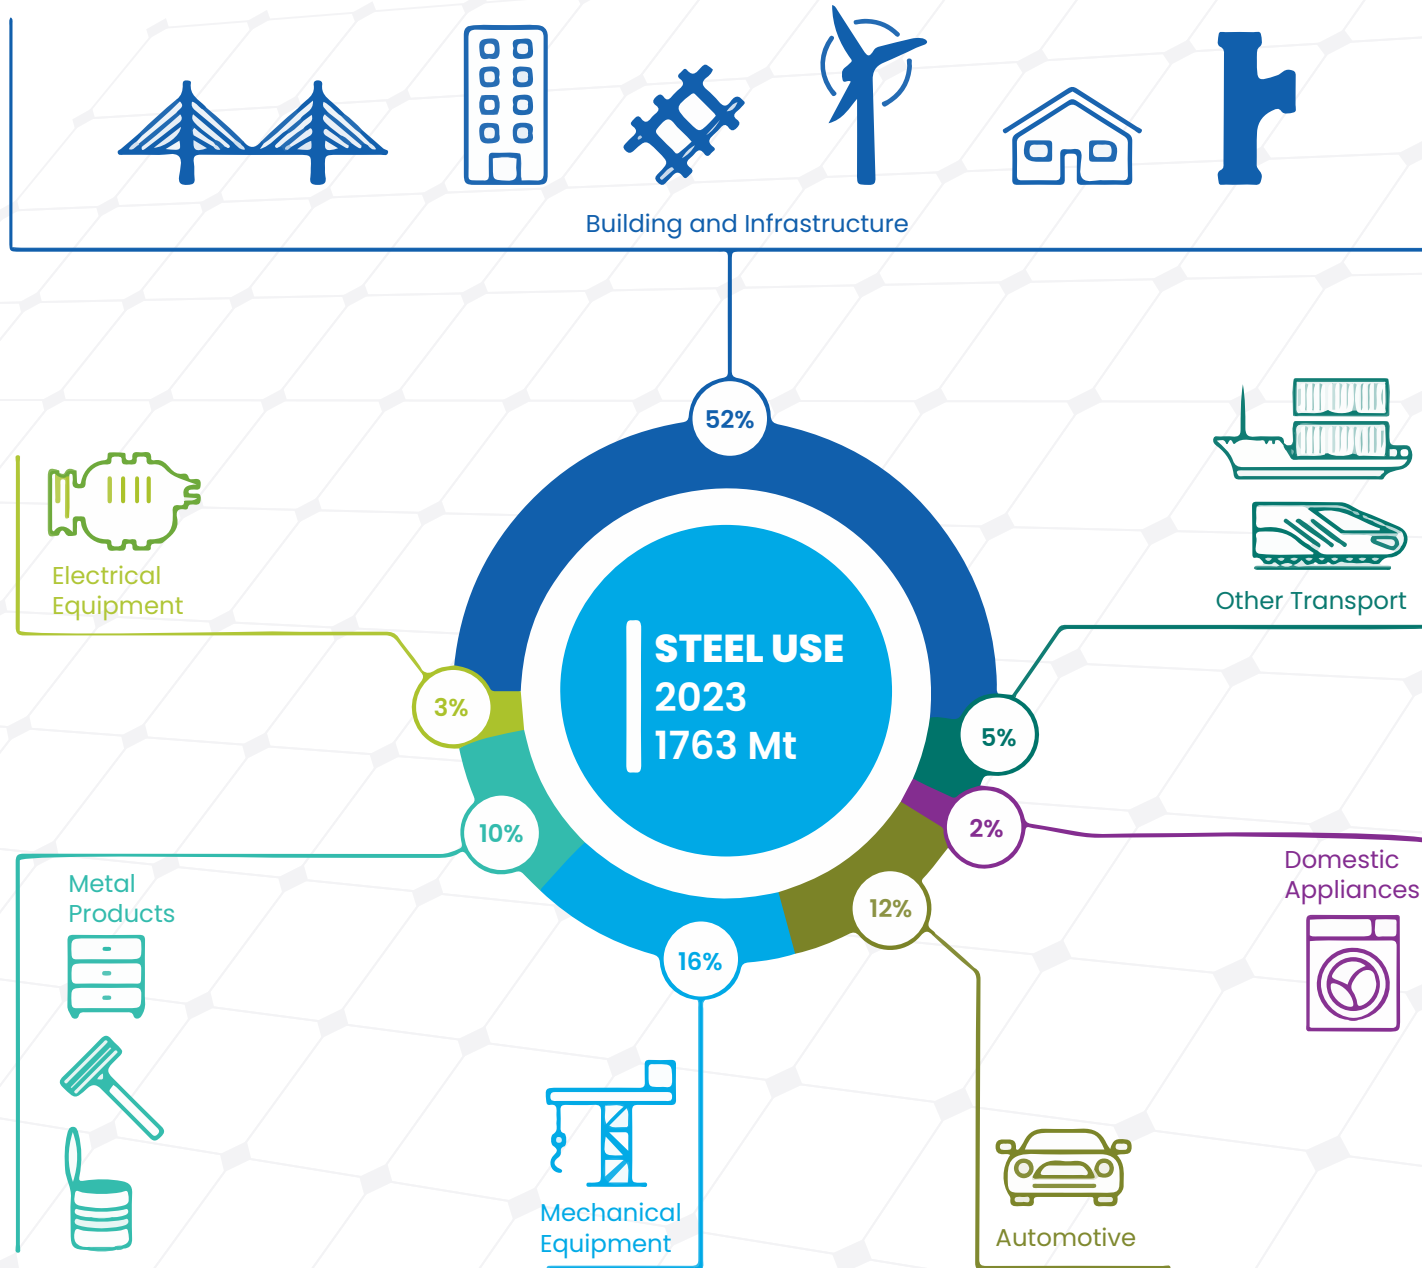 Building and Infrastructure
52%
Electrical
Equipment
Other Transport
STEEL USE
2023
1763 Mt
3%
5%
10%
2%
Metal
Products
Domestic
Appliances
12%
16%
Mechanical
Equipment
Automotive